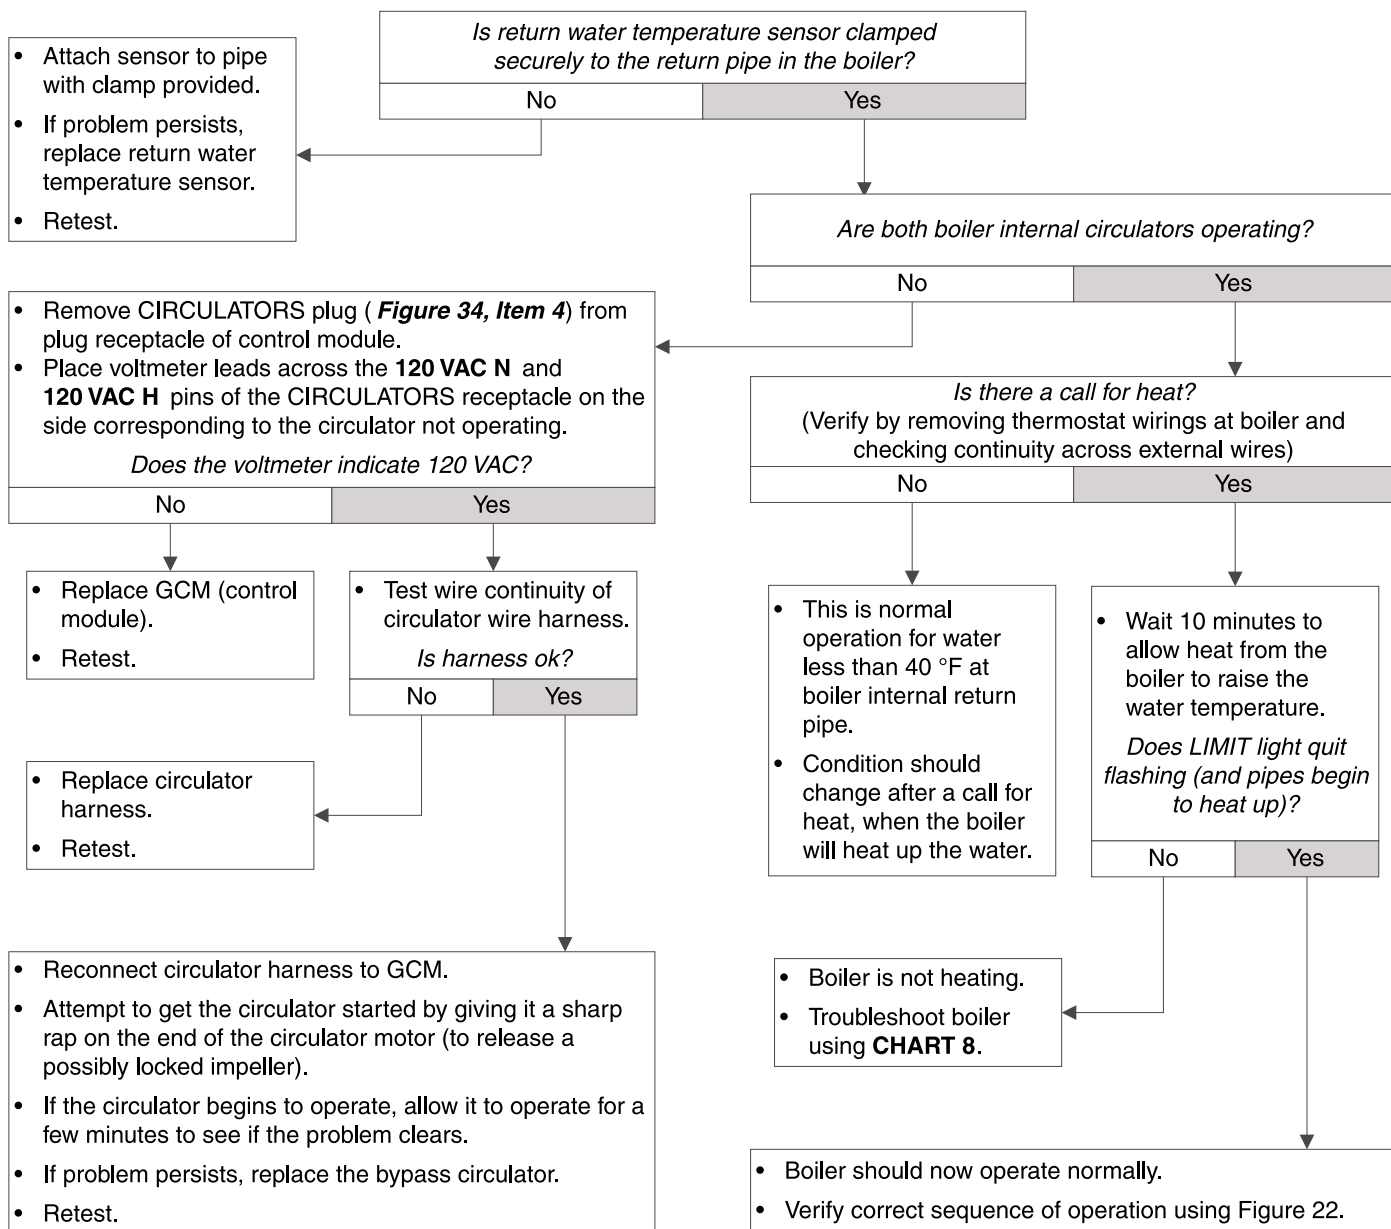 Is return water temperature sensor clamped
securely to the return pipe in the boiler?
No
Yes
• Attach sensor to pipe
with clamp provided.
• If problem persists,
replace return water
temperature sensor.
• Retest.
Are both boiler internal circulators operating?
No
Yes
• Remove CIRCULATORS plug ( Figure 34, Item 4) from
plug receptacle of control module.
• Place voltmeter leads across the 120 VAC N and
120 VAC H pins of the CIRCULATORS receptacle on the
side corresponding to the circulator not operating.
Does the voltmeter indicate 120 VAC?
No
Yes
Is there a call for heat?
(Verify by removing thermostat wirings at boiler and
checking continuity across external wires)
No
Yes
• Replace GCM (control
module).
• Retest.
• Test wire continuity of
circulator wire harness.
Is harness ok?
No
Yes
• This is normal
operation for water
less than 40 °F at
boiler internal return
pipe.
• Condition should
change after a call for
heat, when the boiler
will heat up the water.
• Wait 10 minutes to
allow heat from the
boiler to raise the
water temperature.
Does LIMIT light quit
flashing (and pipes begin
to heat up)?
No
Yes
• Replace circulator
harness.
• Retest.
• Reconnect circulator harness to GCM.
• Attempt to get the circulator started by giving it a sharp
rap on the end of the circulator motor (to release a
possibly locked impeller).
• If the circulator begins to operate, allow it to operate for a
few minutes to see if the problem clears.
• If problem persists, replace the bypass circulator.
• Retest.
• Boiler is not heating.
• Troubleshoot boiler
using CHART 8.
• Boiler should now operate normally.
• Verify correct sequence of operation using Figure 22.